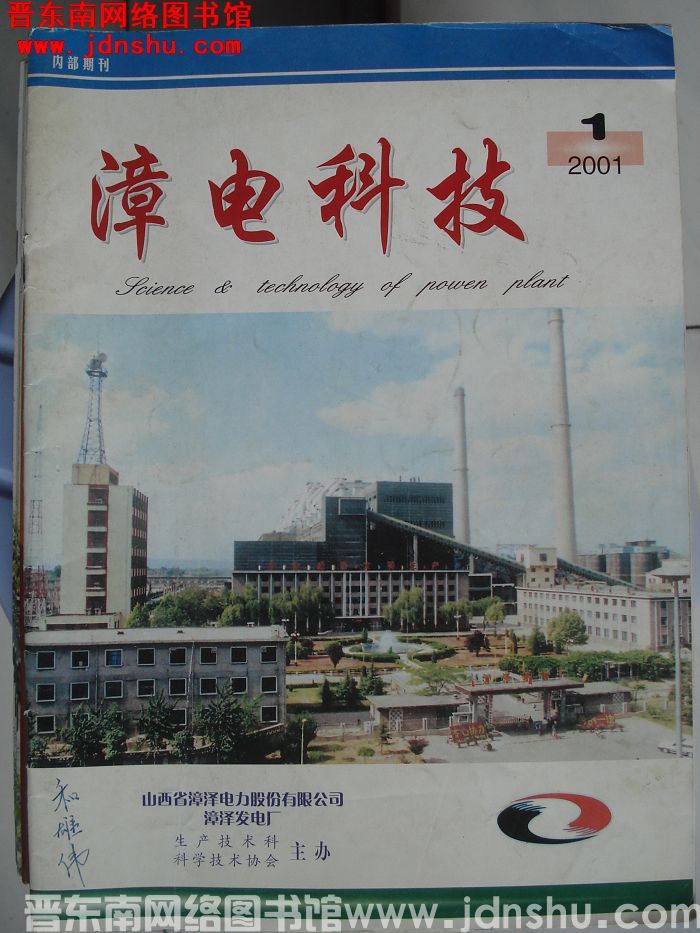 晋东南网络图书馆
www.jdnshu.com
内部期刊
1
2001
漳电科技
Science & technology of powen plant
山西省漳泽电力股份有限公司
漳泽发电厂
生产技术科
科学技术协会
主办
晋东南网络图书馆www.jdnshu.com